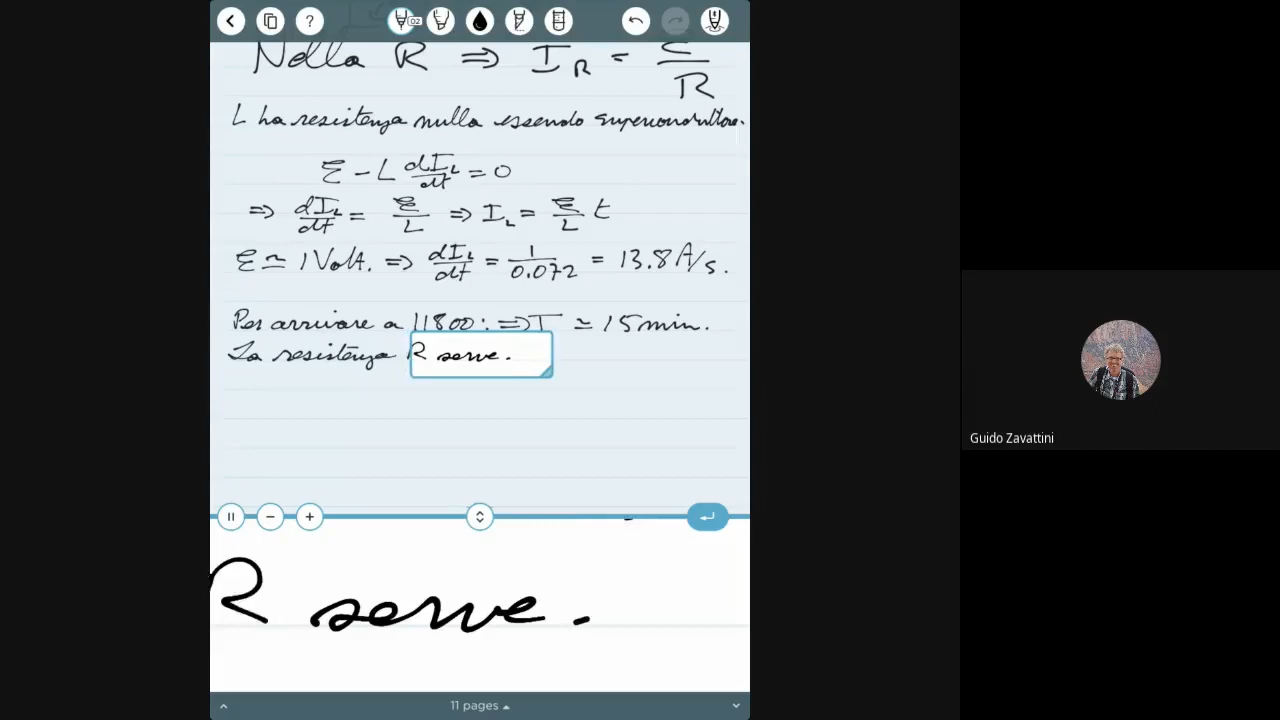 ?
02
Nella R ⇒ I_R = ε/R
L ha resistenza nulla essendo superconduttore.
ε − L dI_L/dt = 0
⇒ dI_L/dt = ε/L ⇒ I_L = ε/L t
ε ≃ 1 Volt. ⇒ dI_L/dt = 1/0.072 = 13.8 A/s.
Per arrivare a 11800: ⇒ T ≃ 15 min.
La resistenza R serve.
R serve.
11 pages
Guido Zavattini